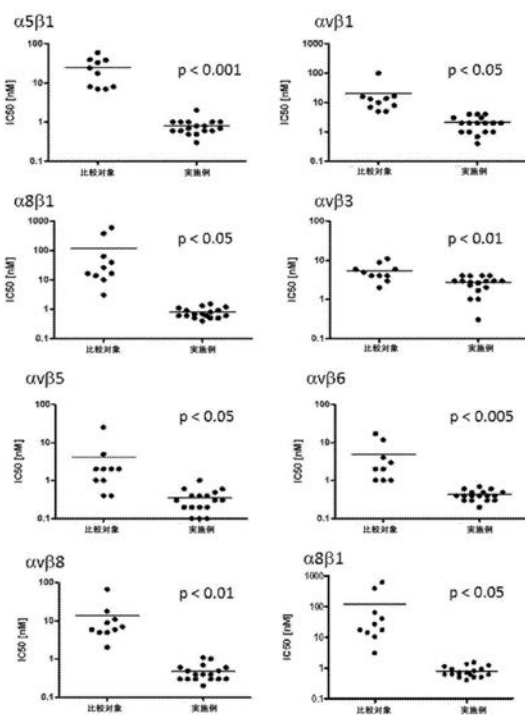 α5β1
p < 0.001
IC50 [nM]
100
10
1
0.1
比較対象
実施例
αvβ1
p < 0.05
IC50 [nM]
1000
100
10
1
0.1
比較対象
実施例
α8β1
p < 0.05
IC50 [nM]
1000
100
10
1
0.1
比較対象
実施例
αvβ3
p < 0.01
IC50 [nM]
100
10
1
0.1
比較対象
実施例
αvβ5
p < 0.05
IC50 [nM]
100
10
1
0.1
比較対象
実施例
αvβ6
p < 0.005
IC50 [nM]
100
10
1
0.1
比較対象
実施例
αvβ8
p < 0.01
IC50 [nM]
100
10
1
0.1
比較対象
実施例
α8β1
p < 0.05
IC50 [nM]
1000
100
10
1
0.1
比較対象
実施例